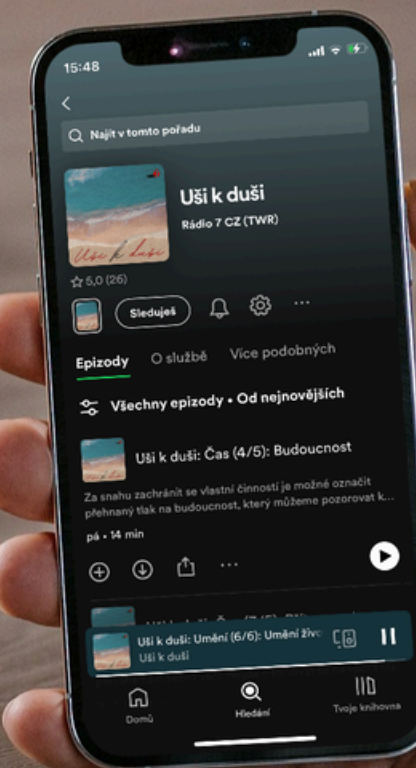 15:48
Najít v tomto pořadu
Uši k duši
Uši k duši
Rádio 7 CZ (TWR)
5,0 (26)
Sleduješ
Epizody O službě Více podobných
Všechny epizody • Od nejnovějších
Uši k duši: Čas (4/5): Budoucnost
Za snahu zachránit se vlastní činností je možné označit
přehnaný tlak na budoucnost, který můžeme pozorovat k...
pá • 14 min
Uši k duši: Umění (6/6): Umění živo
Uši k duši
Domů Hledání Tvoje knihovna